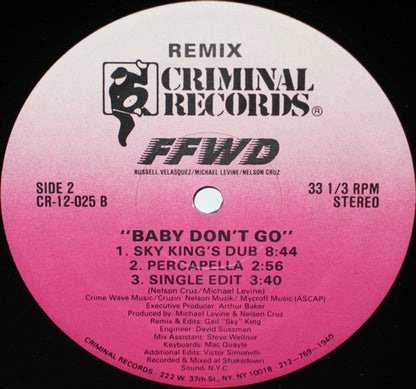 REMIX
CRIMINAL
RECORDS®
FFWD
RUSSELL VELASQUEZ/MICHAEL LEVINE/NELSON CRUZ
SIDE 2
CR-12-025 B
33 1/3 RPM
STEREO
"BABY DON'T GO"
1. SKY KING'S DUB 8:44
2. PERCAPELLA 2:56
3. SINGLE EDIT 3:40
(Nelson Cruz/Michael Levine)
Crime Wave Music/Cruzin' Nelson Muzik/ Mycroft Music (ASCAP)
Executive Producer: Arthur Baker
Produced by: Michael Levine & Nelson Cruz
Remix & Edits: Gail "Sky" King
Engineer: David Sussman
Mix Assistant: Steve Wellner
Keyboards: Mac Quayle
Additional Edits: Victor Simonelli
Recorded & Mixed at Shakedown
Sound, N.Y.C.
CRIMINAL RECORDS - 222 W. 37th St., NY, NY 10018 - 212-769-1940